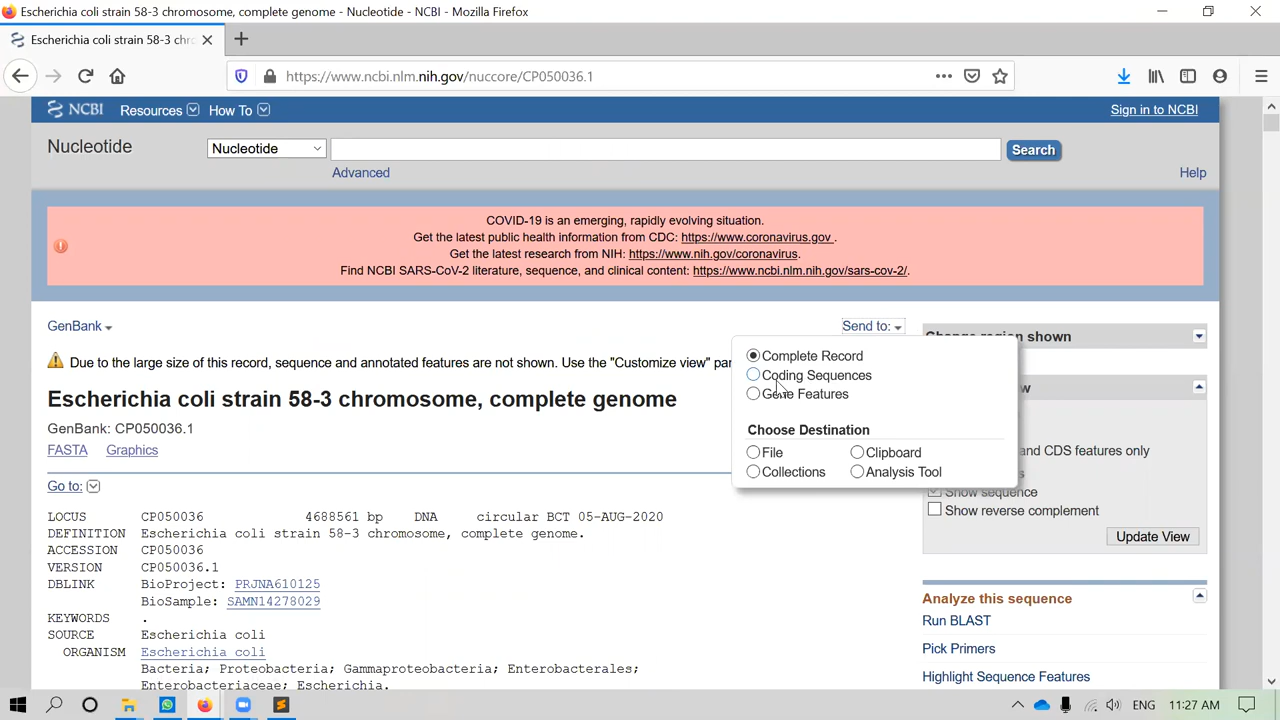 Escherichia coli strain 58-3 chromosome, complete genome - Nucleotide - NCBI - Mozilla Firefox
Escherichia coli strain 58-3 chr
https://www.ncbi.nlm.nih.gov/nuccore/CP050036.1
NCBI Resources How To Sign in to NCBI
Nucleotide Nucleotide Search
Advanced Help
COVID-19 is an emerging, rapidly evolving situation.
Get the latest public health information from CDC: https://www.coronavirus.gov .
Get the latest research from NIH: https://www.nih.gov/coronavirus.
Find NCBI SARS-CoV-2 literature, sequence, and clinical content: https://www.ncbi.nlm.nih.gov/sars-cov-2/.
GenBank Send to: Change region shown
Due to the large size of this record, sequence and annotated features are not shown. Use the "Customize view" pan
Complete Record
Coding Sequences
Gene Features
Escherichia coli strain 58-3 chromosome, complete genome
GenBank: CP050036.1
FASTA Graphics
Choose Destination
File Clipboard
Collections Analysis Tool
and CDS features only
Show sequence
Show reverse complement
Update View
Go to:
LOCUS CP050036 4688561 bp DNA circular BCT 05-AUG-2020
DEFINITION Escherichia coli strain 58-3 chromosome, complete genome.
ACCESSION CP050036
VERSION CP050036.1
DBLINK BioProject: PRJNA610125
BioSample: SAMN14278029
KEYWORDS .
SOURCE Escherichia coli
ORGANISM Escherichia coli
Bacteria; Proteobacteria; Gammaproteobacteria; Enterobacterales;
Enterobacteriaceae; Escherichia.
Analyze this sequence
Run BLAST
Pick Primers
Highlight Sequence Features
ENG 11:27 AM